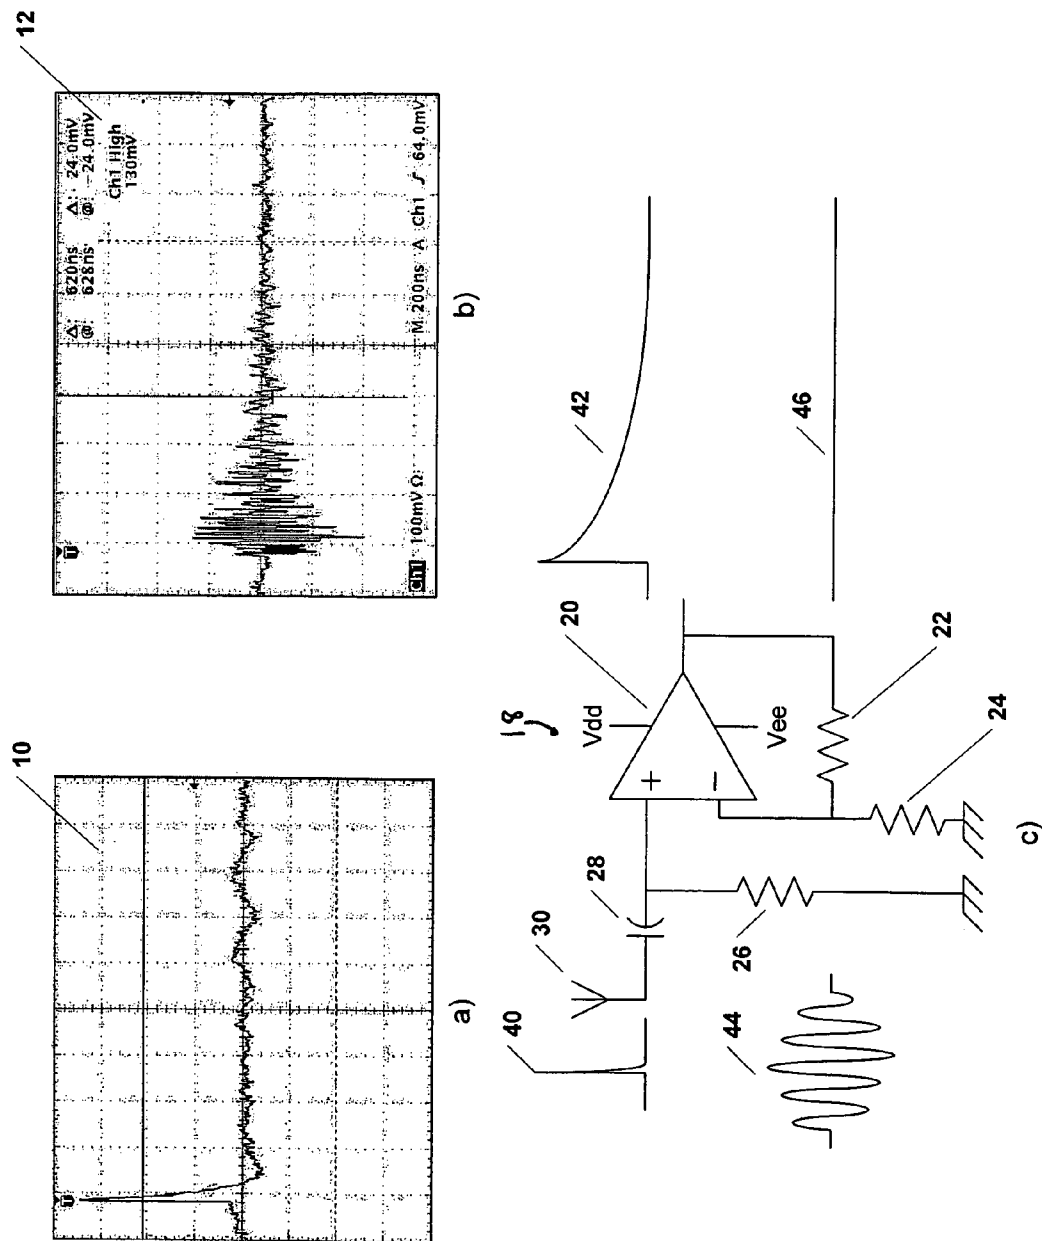 10
a)
12
Δ: 620ns Δ: 24.0mV
@: 628ns @: -24.0mV
Ch1 High
130mV
Ch1 100mV Ω M 200ns A Ch1 ʃ 64.0mV
b)
18
Vdd
20
+
-
Vee
22
24
26
28
30
40
42
44
46
c)